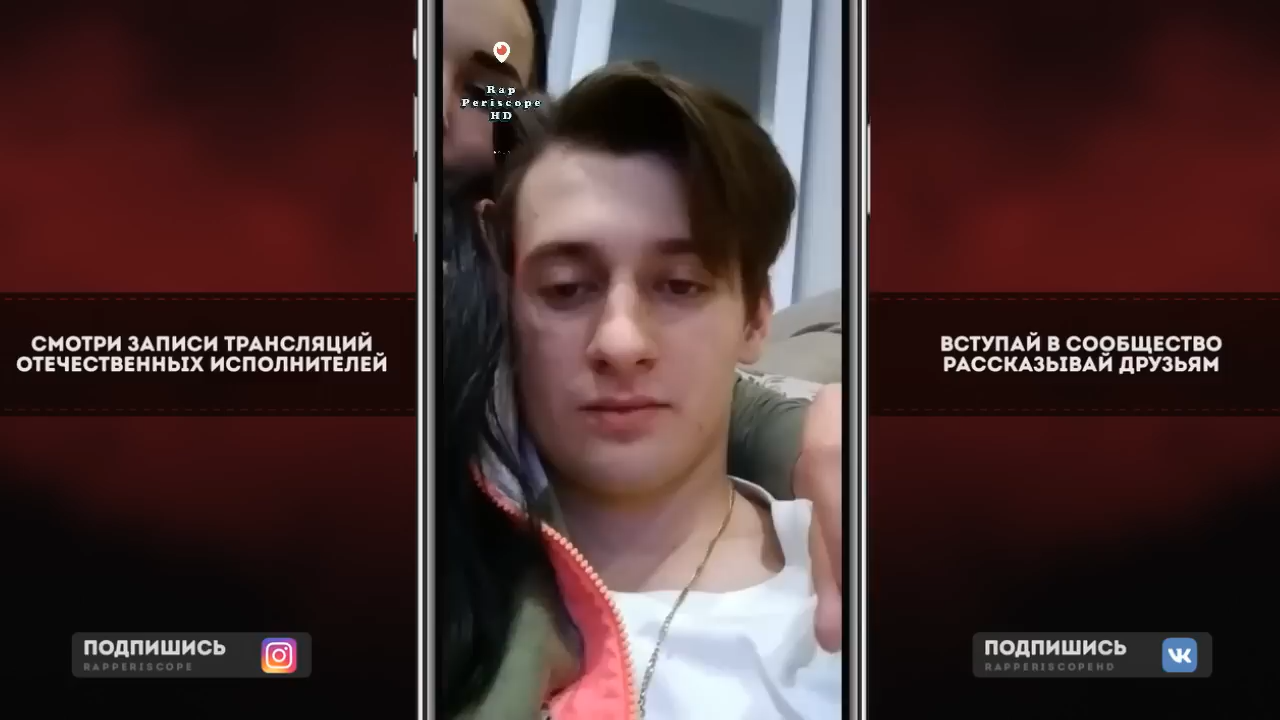 Rap
Periscope
HD
СМОТРИ ЗАПИСИ ТРАНСЛЯЦИЙ
ОТЕЧЕСТВЕННЫХ ИСПОЛНИТЕЛЕЙ
ВСТУПАЙ В СООБЩЕСТВО
РАССКАЗЫВАЙ ДРУЗЬЯМ
ПОДПИШИСЬ
RAPPERISCOPE
ПОДПИШИСЬ
RAPPERISCOPEHD